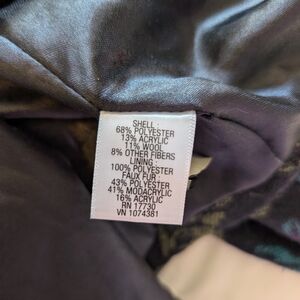 SHELL:
68% POLYESTER
13% ACRYLIC
11% WOOL
8% OTHER FIBERS
LINING:
100% POLYESTER
FAUX FUR:
43% POLYESTER
41% MODACRYLIC
16% ACRYLIC
RN 17730
VN 1074381